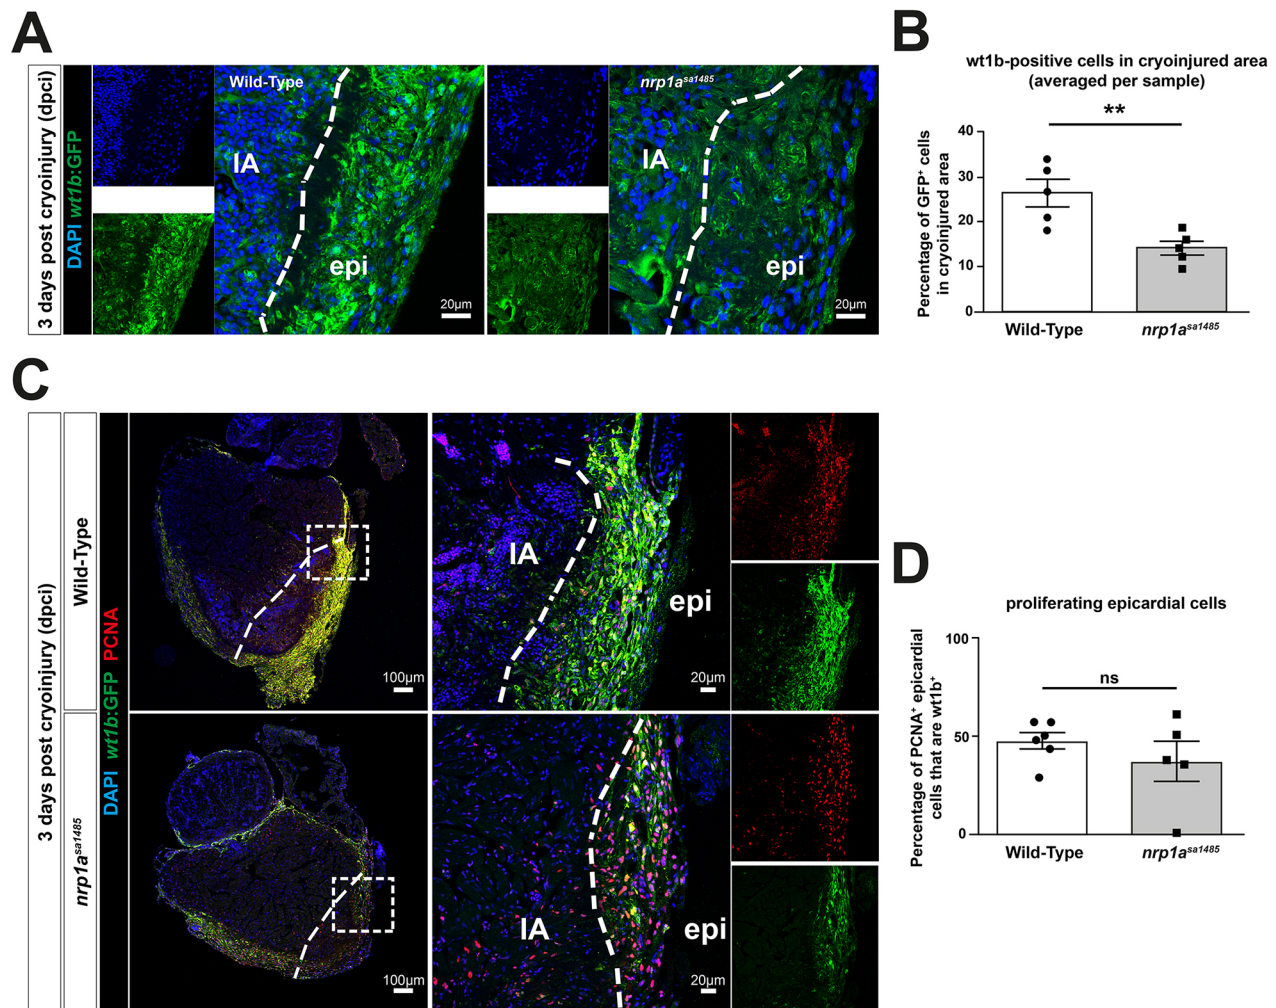 A
3 days post cryoinjury (dpci)
DAPI wt1b:GFP
Wild-Type
IA
epi
20µm
nrp1a^sa1485
IA
epi
20µm
B
wt1b-positive cells in cryoinjured area
(averaged per sample)
**
Percentage of GFP⁺ cells
in cryoinjured area
40
30
20
10
0
Wild-Type
nrp1a^sa1485
C
3 days post cryoinjury (dpci)
Wild-Type
nrp1a^sa1485
DAPI wt1b:GFP PCNA
100µm
IA
epi
20µm
100µm
IA
epi
20µm
D
proliferating epicardial cells
ns
Percentage of PCNA⁺ epicardial
cells that are wt1b⁺
100
50
0
Wild-Type
nrp1a^sa1485